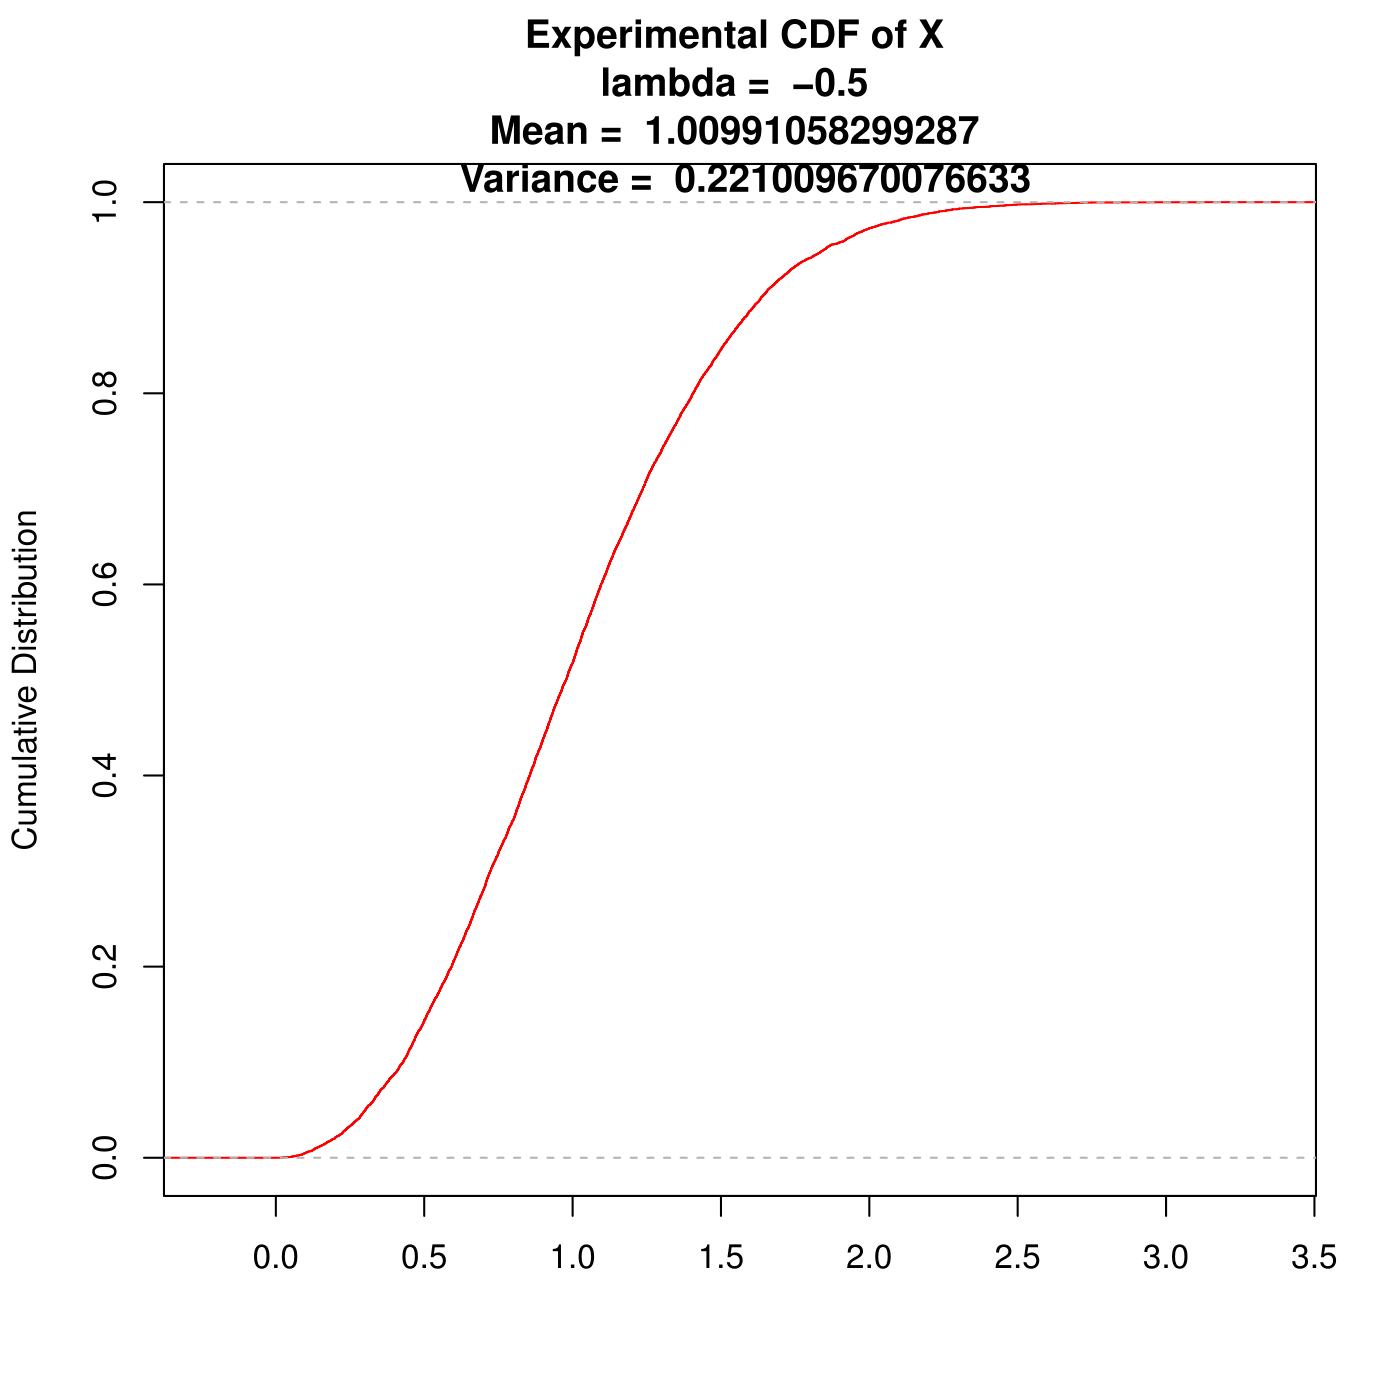 Experimental CDF of X
lambda =  −0.5
Mean =  1.00991058299287
Variance =  0.221009670076633
Cumulative Distribution
1.0
0.8
0.6
0.4
0.2
0.0
0.0 0.5 1.0 1.5 2.0 2.5 3.0 3.5